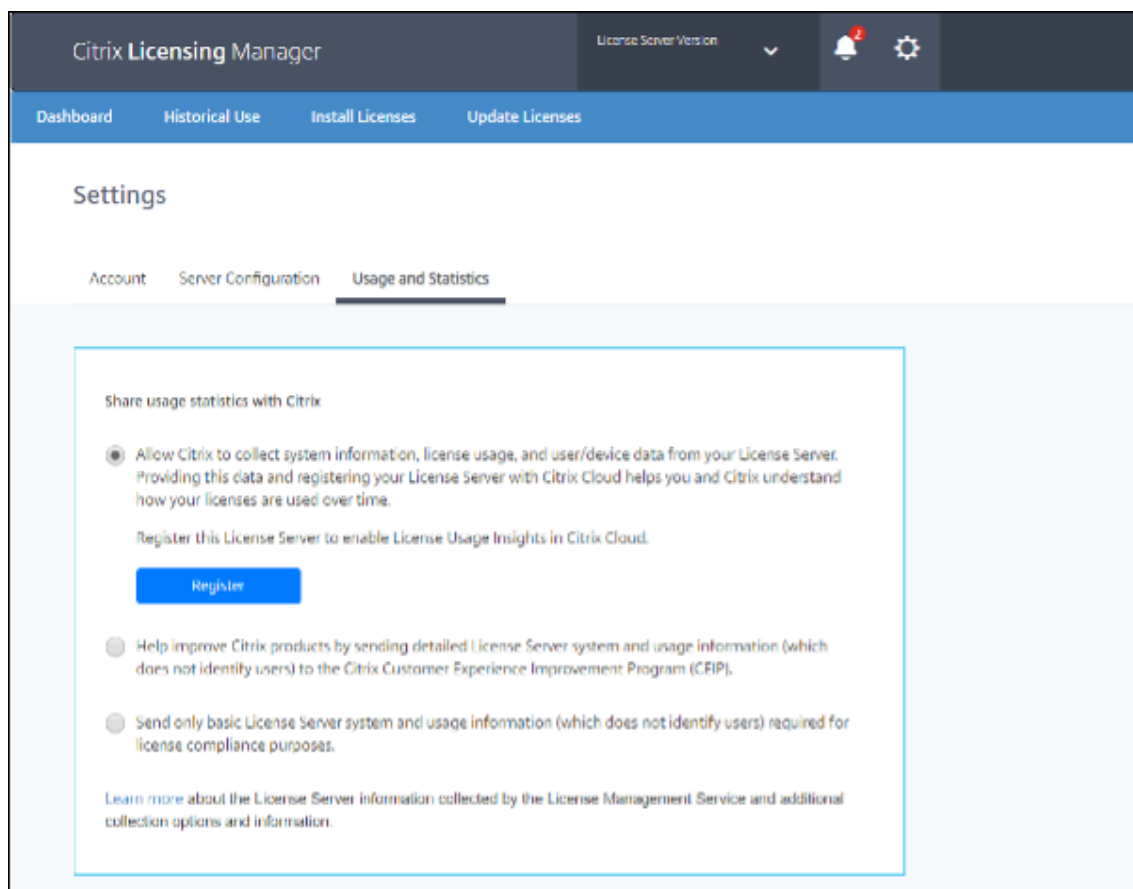 Citrix Licensing Manager
License Server Version
2
Dashboard Historical Use Install Licenses Update Licenses
Settings
Account Server Configuration Usage and Statistics
Share usage statistics with Citrix
Allow Citrix to collect system information, license usage, and user/device data from your License Server.
Providing this data and registering your License Server with Citrix Cloud helps you and Citrix understand
how your licenses are used over time.
Register this License Server to enable License Usage Insights in Citrix Cloud.
Register
Help improve Citrix products by sending detailed License Server system and usage information (which
does not identify users) to the Citrix Customer Experience Improvement Program (CEIP).
Send only basic License Server system and usage information (which does not identify users) required for
license compliance purposes.
Learn more about the License Server information collected by the License Management Service and additional
collection options and information.